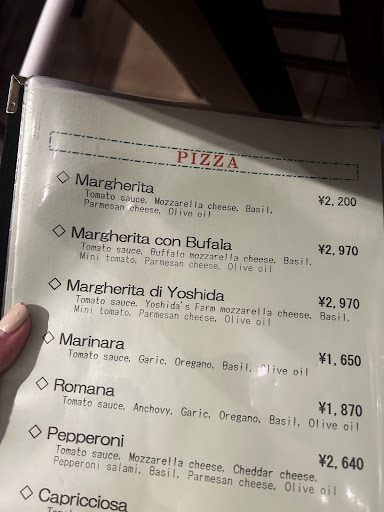 PIZZA
◇ Margherita ¥2,200
Tomato sauce, Mozzarella cheese, Basil,
Parmesan cheese, Olive oil
◇ Margherita con Bufala ¥2,970
Tomato sauce, Buffalo mozzarella cheese, Basil,
Mini tomato, Parmesan cheese, Olive oil
◇ Margherita di Yoshida ¥2,970
Tomato sauce, Yoshida's Farm mozzarella cheese, Basil,
Mini tomato, Parmesan cheese, Olive oil
◇ Marinara ¥1,650
Tomato sauce, Garic, Oregano, Basil, Olive oil
◇ Romana ¥1,870
Tomato sauce, Anchovy, Garic, Oregano, Basil, Olive oil
◇ Pepperoni ¥2,640
Tomato sauce, Mozzarella cheese, Cheddar cheese,
Pepperoni salami, Basil, Parmesan cheese, Olive oil
◇ Capricciosa